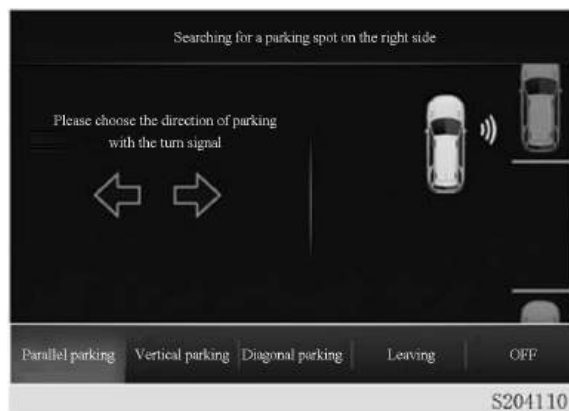 Searching for a parking spot on the right side
Please choose the direction of parking
with the turn signal
Parallel parking Vertical parking Diagonal parking Leaving OFF
S204110